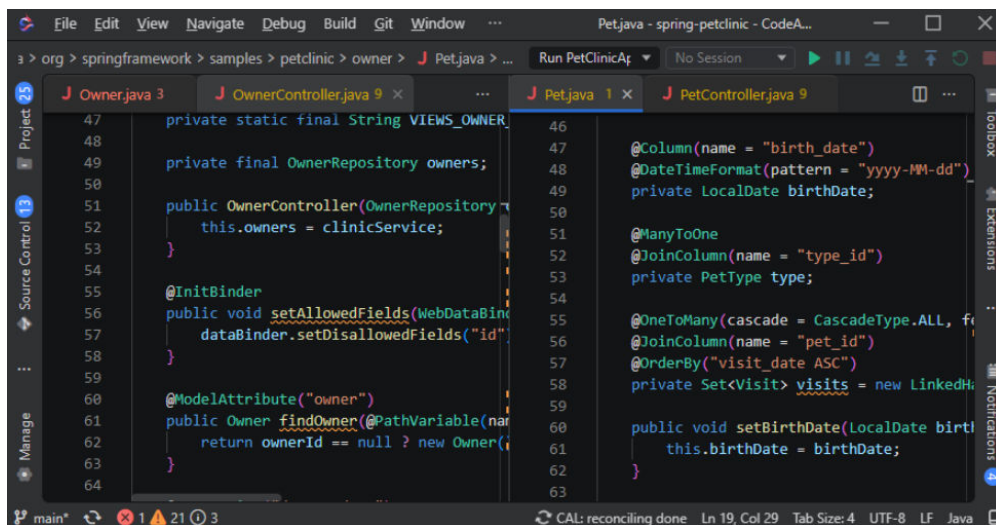 File Edit View Navigate Debug Build Git Window ··· Pet.java - spring-petclinic - CodeA...
a > org > springframework > samples > petclinic > owner > J Pet.java > ... Run PetClinicAp No Session
J Owner.java 3 J OwnerController.java 9 ···
47 private static final String VIEWS_OWNER_
48
49 private final OwnerRepository owners;
50
51 public OwnerController(OwnerRepository
52 this.owners = clinicService;
53 }
54
55 @InitBinder
56 public void setAllowedFields(WebDataBind
57 dataBinder.setDisallowedFields("id"
58 }
59
60 @ModelAttribute("owner")
61 public Owner findOwner(@PathVariable(nam
62 return ownerId == null ? new Owner(
63 }
64
J Pet.java 1 J PetController.java 9 ···
46
47 @Column(name = "birth_date")
48 @DateTimeFormat(pattern = "yyyy-MM-dd")
49 private LocalDate birthDate;
50
51 @ManyToOne
52 @JoinColumn(name = "type_id")
53 private PetType type;
54
55 @OneToMany(cascade = CascadeType.ALL, fe
56 @JoinColumn(name = "pet_id")
57 @OrderBy("visit_date ASC")
58 private Set<Visit> visits = new LinkedHa
59
60 public void setBirthDate(LocalDate birth
61 this.birthDate = birthDate;
62 }
63
Project 25
Source Control 13
Manage
Toolbox
Extensions
Notifications
main* 1 21 3 CAL: reconciling done Ln 19, Col 29 Tab Size: 4 UTF-8 LF Java